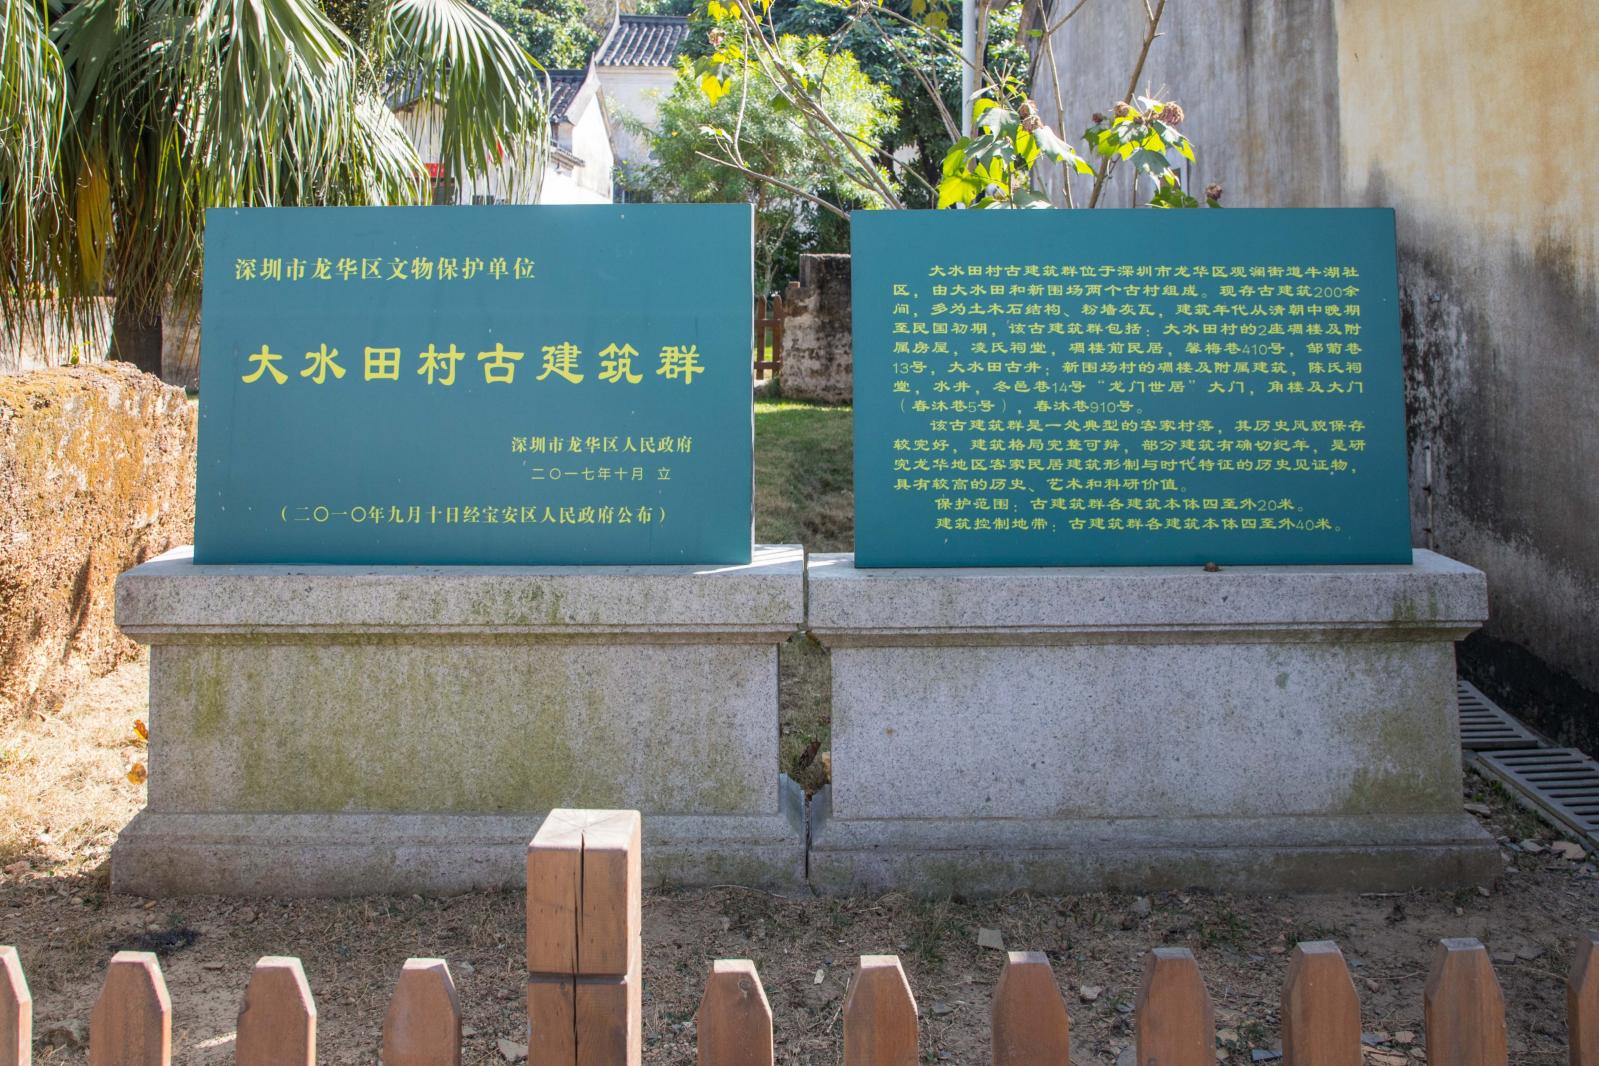 深圳市龙华区文物保护单位
大水田村古建筑群
深圳市龙华区人民政府
二〇一七年十月 立
（二〇一〇年九月十日经宝安区人民政府公布）
大水田村古建筑群位于深圳市龙华区观澜街道牛湖社
区，由大水田和新围场两个古村组成。现存古建筑200余
间，多为土木石结构、粉墙灰瓦，建筑年代从清朝中晚期
至民国初期，该古建筑群包括：大水田村的2座碉楼及附
属房屋，凌氏祠堂，碉楼前民居，馨梅巷410号，邹菊巷
13号，大水田古井；新围场村的碉楼及附属建筑，陈氏祠
堂，水井，冬邑巷14号“龙门世居”大门，角楼及大门
（春沐巷5号），春沐巷910号。
该古建筑群是一处典型的客家村落，其历史风貌保存
较完好，建筑格局完整可辩，部分建筑有确切纪年，是研
究龙华地区客家民居建筑形制与时代特征的历史见证物，
具有较高的历史、艺术和科研价值。
保护范围：古建筑群各建筑本体四至外20米。
建筑控制地带：古建筑群各建筑本体四至外40米。